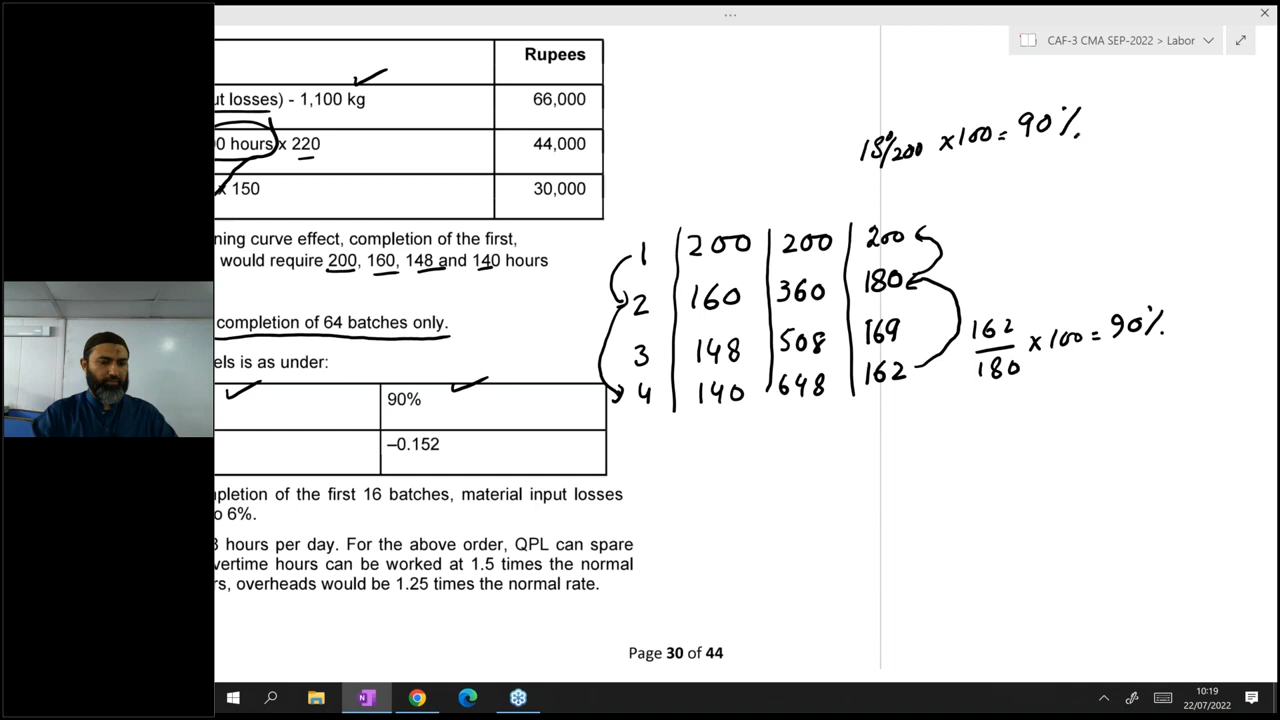 CAF-3 CMA SEP-2022 > Labor
Rupees
ut losses) - 1,100 kg 66,000
0 hours x 220 44,000
x 150 30,000
180/200 x 100 = 90%
ning curve effect, completion of the first,
would require 200, 160, 148 and 140 hours
completion of 64 batches only.
els is as under:
90%
-0.152
1 200 200 200
2 160 360 180
3 148 508 169
4 140 648 162
162/180 x 100 = 90%
pletion of the first 16 batches, material input losses
o 6%.
8 hours per day. For the above order, QPL can spare
vertime hours can be worked at 1.5 times the normal
rs, overheads would be 1.25 times the normal rate.
Page 30 of 44
10:19
22/07/2022